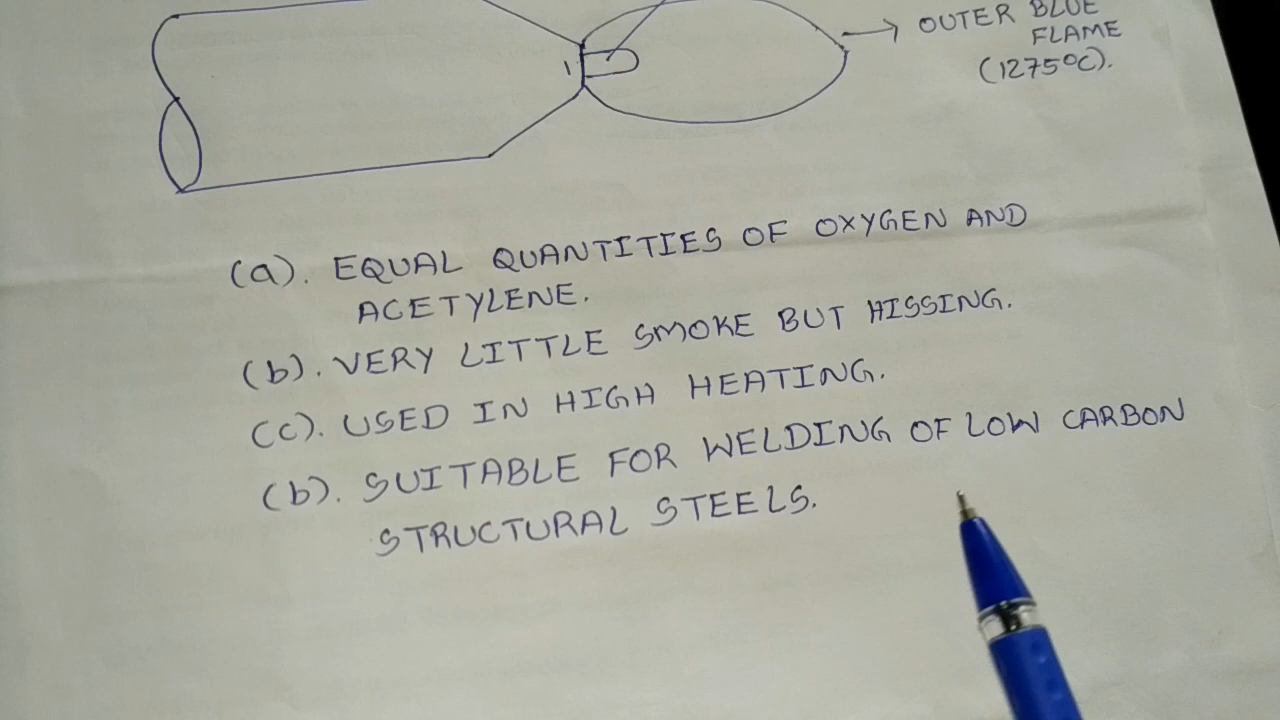 OUTER BLUE
FLAME
(1275°C).
(a). EQUAL QUANTITIES OF OXYGEN AND
ACETYLENE.
(b). VERY LITTLE SMOKE BUT HISSING.
(c). USED IN HIGH HEATING.
(b). SUITABLE FOR WELDING OF LOW CARBON
STRUCTURAL STEELS.